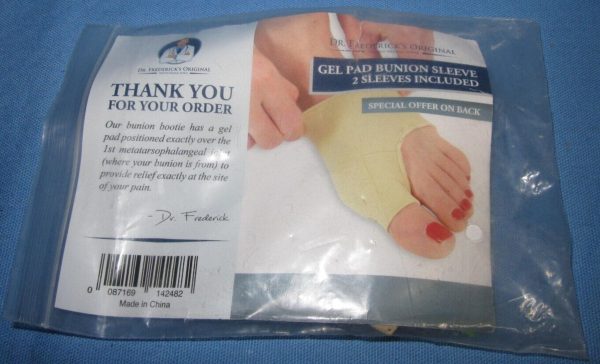 Dr. Frederick's Original
THANK YOU
FOR YOUR ORDER
Our bunion bootie has a gel
pad positioned exactly over the
1st metatarsophalangeal joint
(where your bunion is from) to
provide relief exactly at the site
of your pain.
- Dr. Frederick
0 087169 142482
Made in China
Dr. Frederick's Original
GEL PAD BUNION SLEEVE
2 SLEEVES INCLUDED
SPECIAL OFFER ON BACK